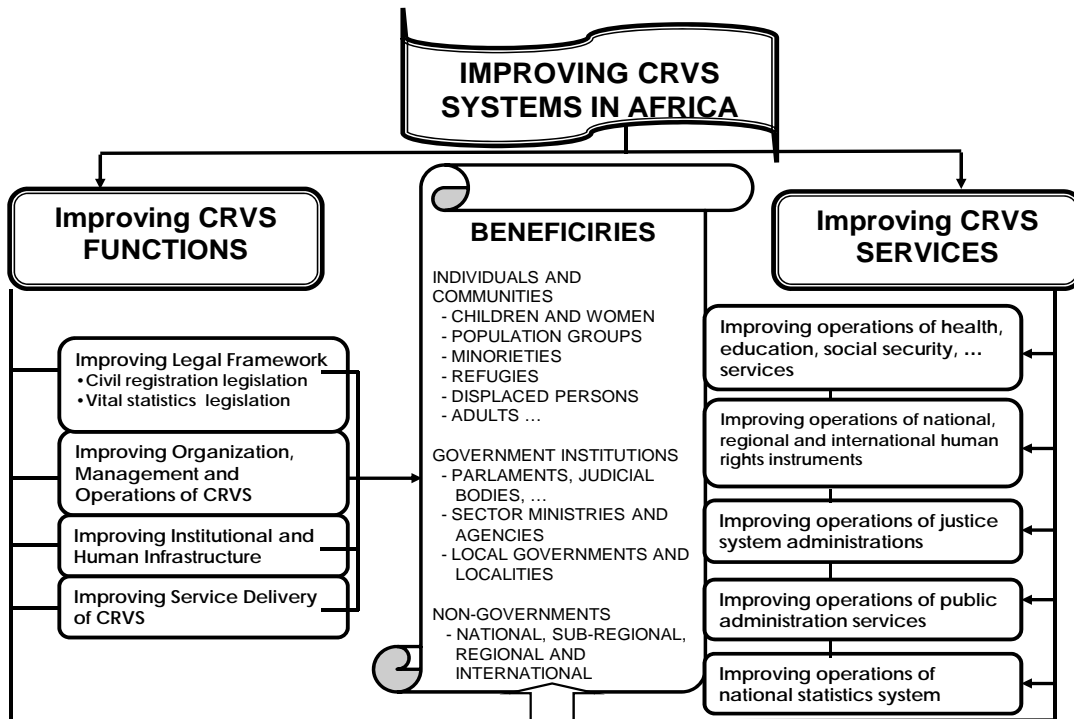 IMPROVING CRVS
SYSTEMS IN AFRICA
Improving CRVS
FUNCTIONS
Improving Legal Framework
• Civil registration legislation
• Vital statistics legislation
Improving Organization,
Management and
Operations of CRVS
Improving Institutional and
Human Infrastructure
Improving Service Delivery
of CRVS
BENEFICIRIES
INDIVIDUALS AND
COMMUNITIES
- CHILDREN AND WOMEN
- POPULATION GROUPS
- MINORIETIES
- REFUGIES
- DISPLACED PERSONS
- ADULTS …
GOVERNMENT INSTITUTIONS
- PARLAMENTS, JUDICIAL
BODIES, …
- SECTOR MINISTRIES AND
AGENCIES
- LOCAL GOVERNMENTS AND
LOCALITIES
NON-GOVERNMENTS
- NATIONAL, SUB-REGIONAL,
REGIONAL AND
INTERNATIONAL
Improving CRVS
SERVICES
Improving operations of health,
education, social security, …
services
Improving operations of national,
regional and international human
rights instruments
Improving operations of justice
system administrations
Improving operations of public
administration services
Improving operations of
national statistics system